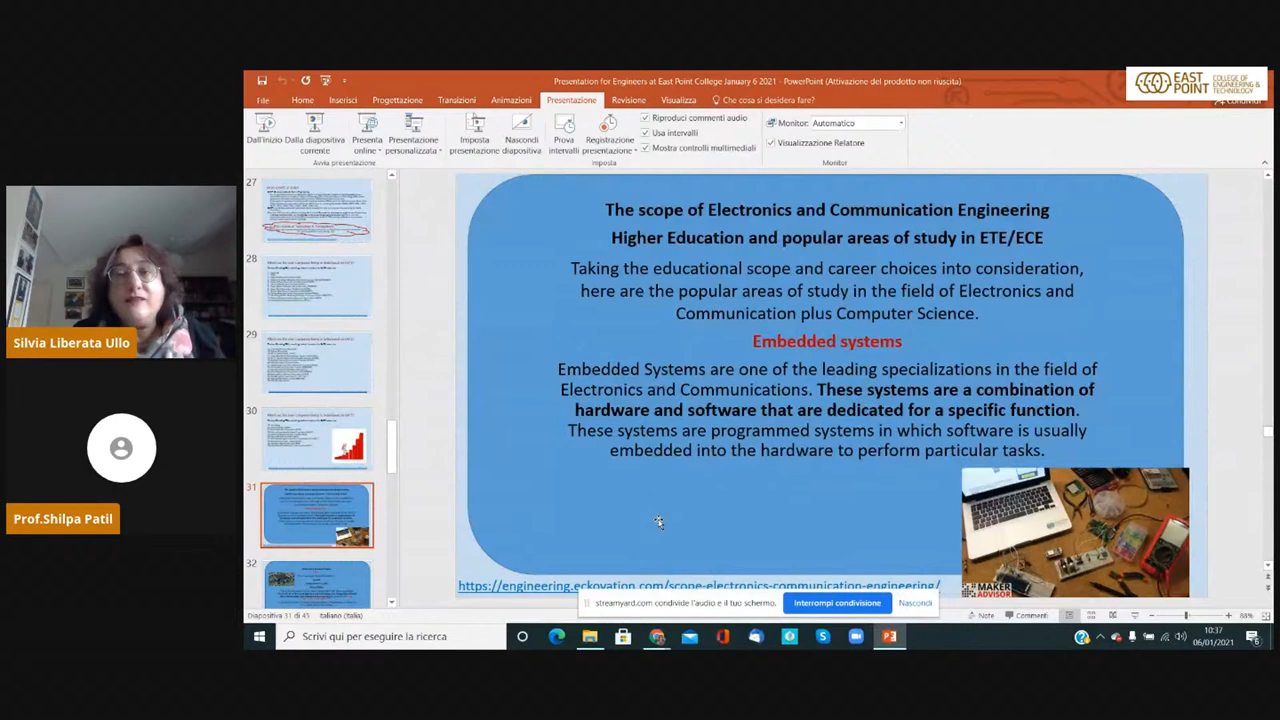 Presentation for Engineers at East Point College January 6 2021 - PowerPoint (Attivazione del prodotto non riuscita)
EAST POINT
COLLEGE OF ENGINEERING & TECHNOLOGY
File Home Inserisci Progettazione Transizioni Animazioni Presentazione Revisione Visualizza Che cosa si desidera fare?
Condividi
Dall'inizio
Dalla diapositiva corrente
Presenta online
Presentazione personalizzata
Avvia presentazione
Imposta presentazione
Nascondi diapositiva
Prova intervalli
Registrazione presentazione
Riproduci commenti audio
Usa intervalli
Mostra controlli multimediali
Imposta
Monitor: Automatico
Visualizzazione Relatore
Monitor
27
28
29
30
31
32
The scope of Electronics and Communication Engineering
Higher Education and popular areas of study in ETE/ECE
Taking the educational scope and career choices into consideration,
here are the popular areas of study in the field of Electronics and
Communication plus Computer Science.
Embedded systems
Embedded Systems are one of the leading specializations in the field of
Electronics and Communications. These systems are a combination of
hardware and software that are dedicated for a specific function.
These systems are programmed systems in which software is usually
embedded into the hardware to perform particular tasks.
MAKER
ADVISOR
https://engineering.eckovation.com/scope-electronic-communication-engineering/
streamyard.com condivide l'audio e il tuo schermo.
Interrompi condivisione
Nascondi
Silvia Liberata Ullo
Prof.Shilpa Patil
Diapositiva 31 di 45 Italiano (Italia)
Note Commenti 88%
Scrivi qui per eseguire la ricerca
10:37
06/01/2021